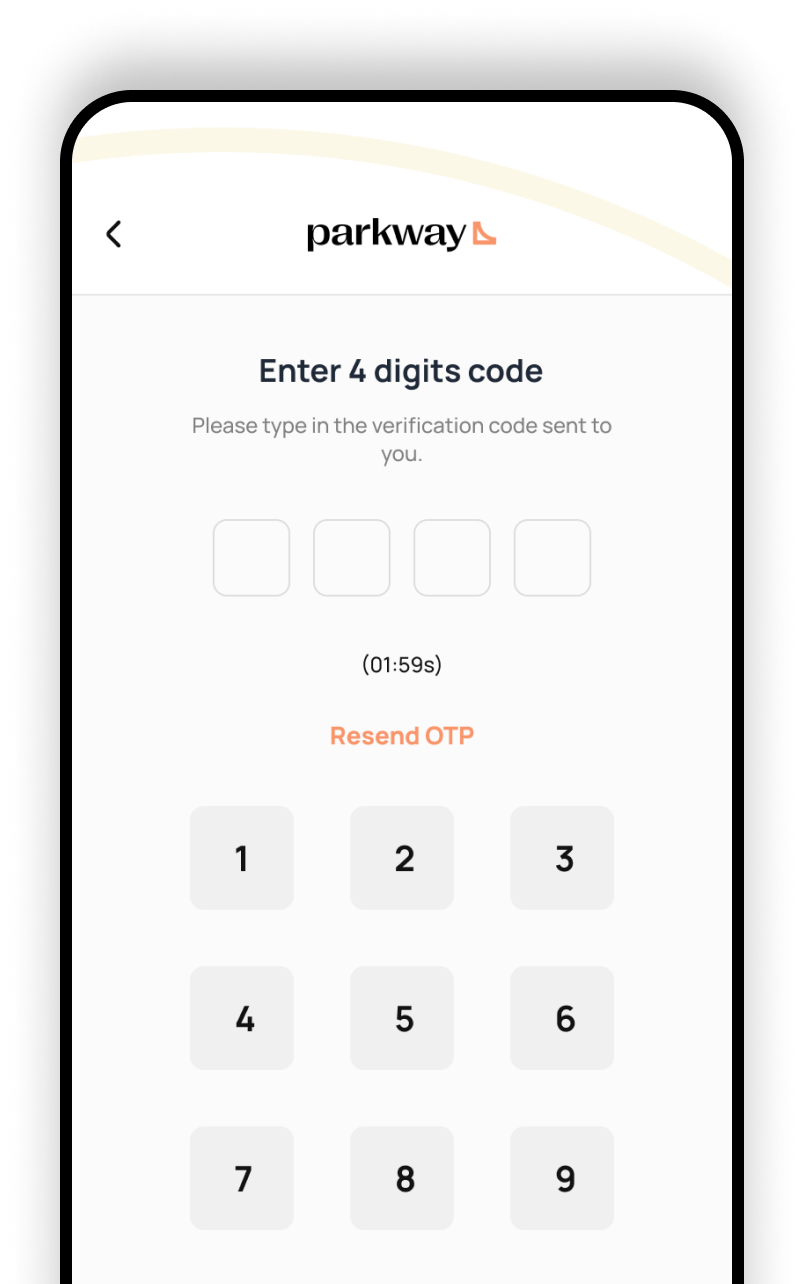 parkway
Enter 4 digits code
Please type in the verification code sent to
you.
(01:59s)
Resend OTP
1 2 3
4 5 6
7 8 9